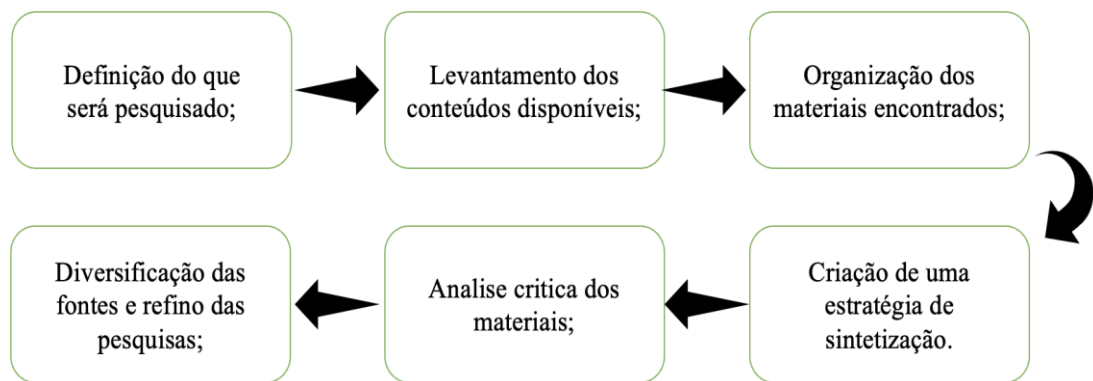 Definição do que
será pesquisado;
Levantamento dos
conteúdos disponíveis;
Organização dos
materiais encontrados;
Criação de uma
estratégia de
sintetização.
Analise critica dos
materiais;
Diversificação das
fontes e refino das
pesquisas;